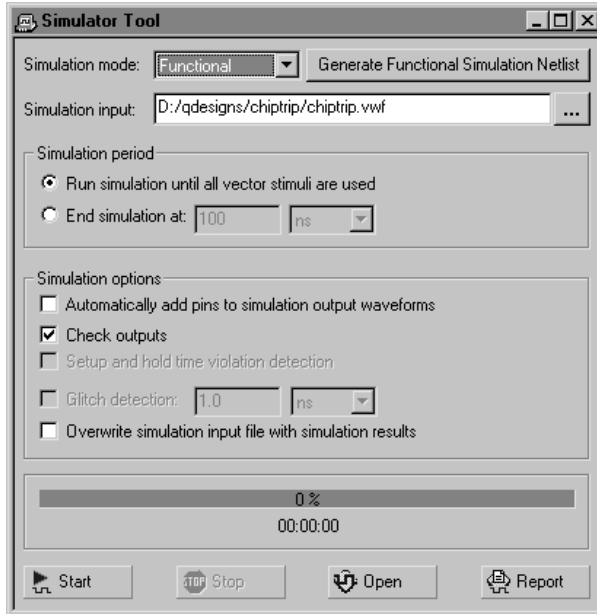 Simulator Tool
Simulation mode: Functional Generate Functional Simulation Netlist
Simulation input: D:/qdesigns/chiptrip/chiptrip.vwf ...
Simulation period
Run simulation until all vector stimuli are used
End simulation at: 100 ns
Simulation options
Automatically add pins to simulation output waveforms
Check outputs
Setup and hold time violation detection
Glitch detection: 1.0 ns
Overwrite simulation input file with simulation results
0 %
00:00:00
Start STOP Stop Open Report